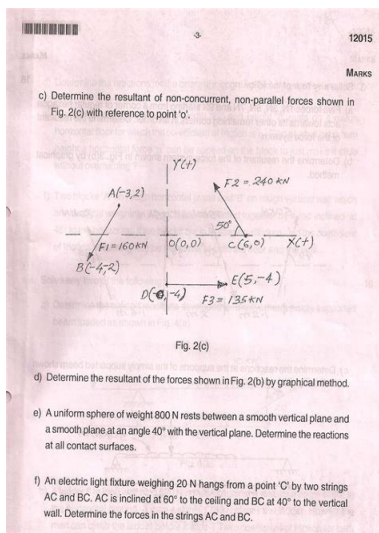 -3-
12015
MARKS
c) Determine the resultant of non-concurrent, non-parallel forces shown in
Fig. 2(c) with reference to point 'o'.
Y(+)
F2 = 240 kN
A(-3,2)
50°
F1 = 160KN
O(0,0)
C(6,0)
X(+)
B(-4,-2)
E(5,-4)
D(0,-4)
F3 = 135KN
Fig. 2(c)
d) Determine the resultant of the forces shown in Fig. 2(b) by graphical method.
e) A uniform sphere of weight 800 N rests between a smooth vertical plane and
a smooth plane at an angle 40° with the vertical plane. Determine the reactions
at all contact surfaces.
f) An electric light fixture weighing 20 N hangs from a point 'C' by two strings
AC and BC. AC is inclined at 60° to the ceiling and BC at 40° to the vertical
wall. Determine the forces in the strings AC and BC.